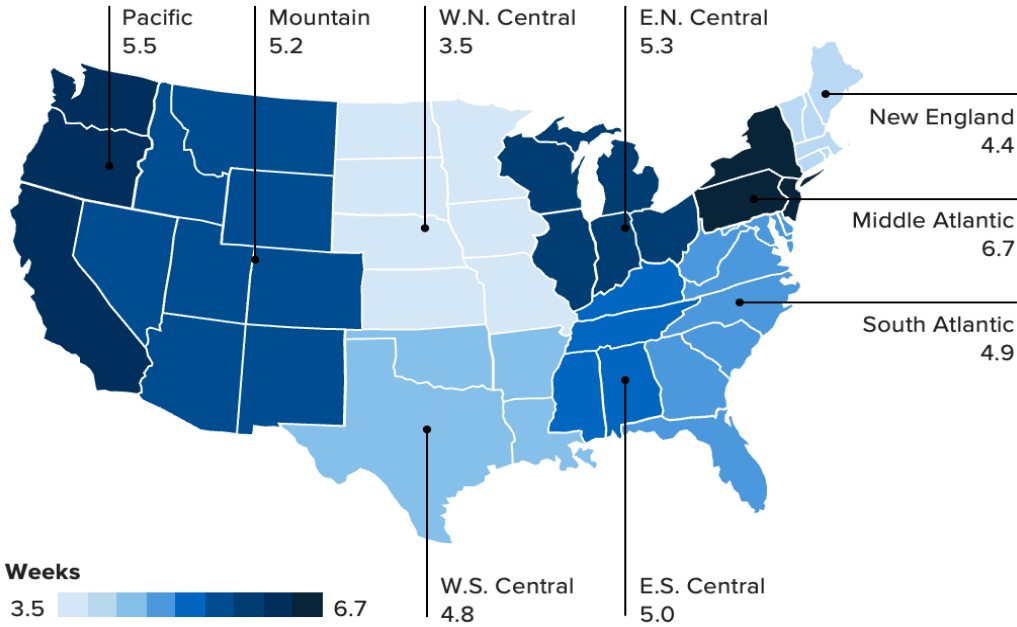 Pacific
5.5
Mountain
5.2
W.N. Central
3.5
E.N. Central
5.3
New England
4.4
Middle Atlantic
6.7
South Atlantic
4.9
W.S. Central
4.8
E.S. Central
5.0
Weeks
3.5 6.7